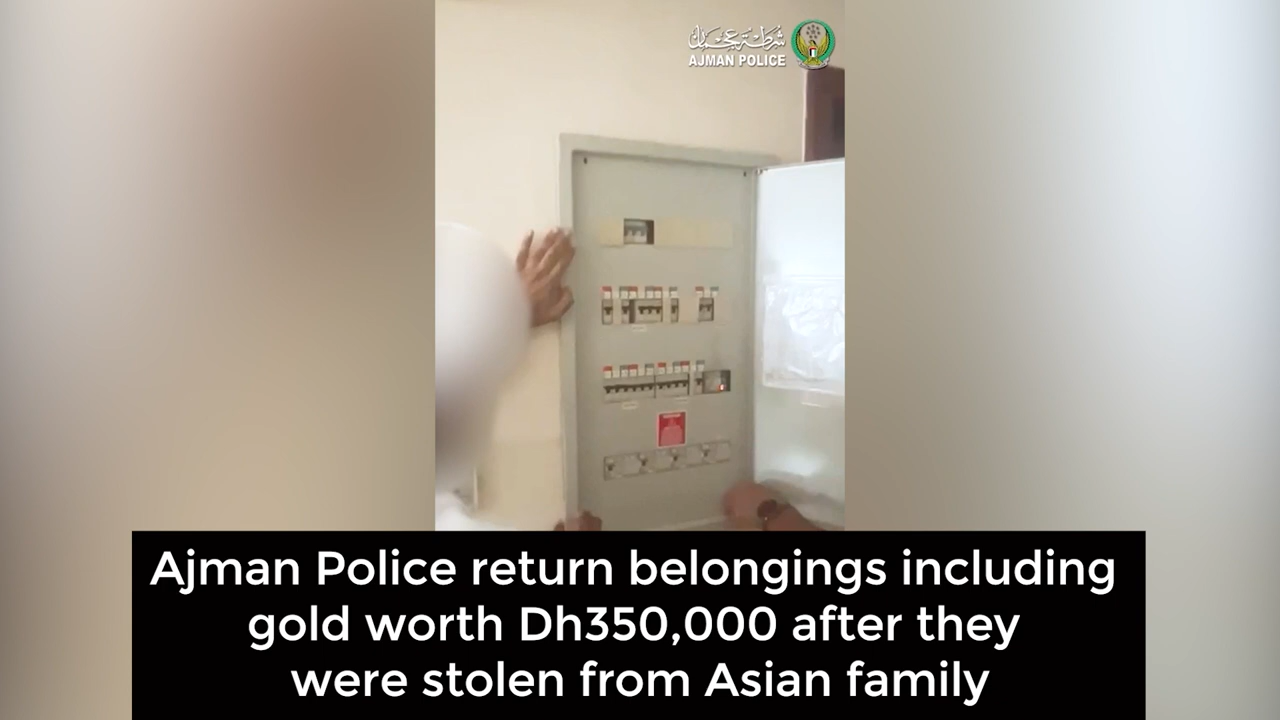 شرطة عجمان
AJMAN POLICE
Ajman Police return belongings including
gold worth Dh350,000 after they
were stolen from Asian family